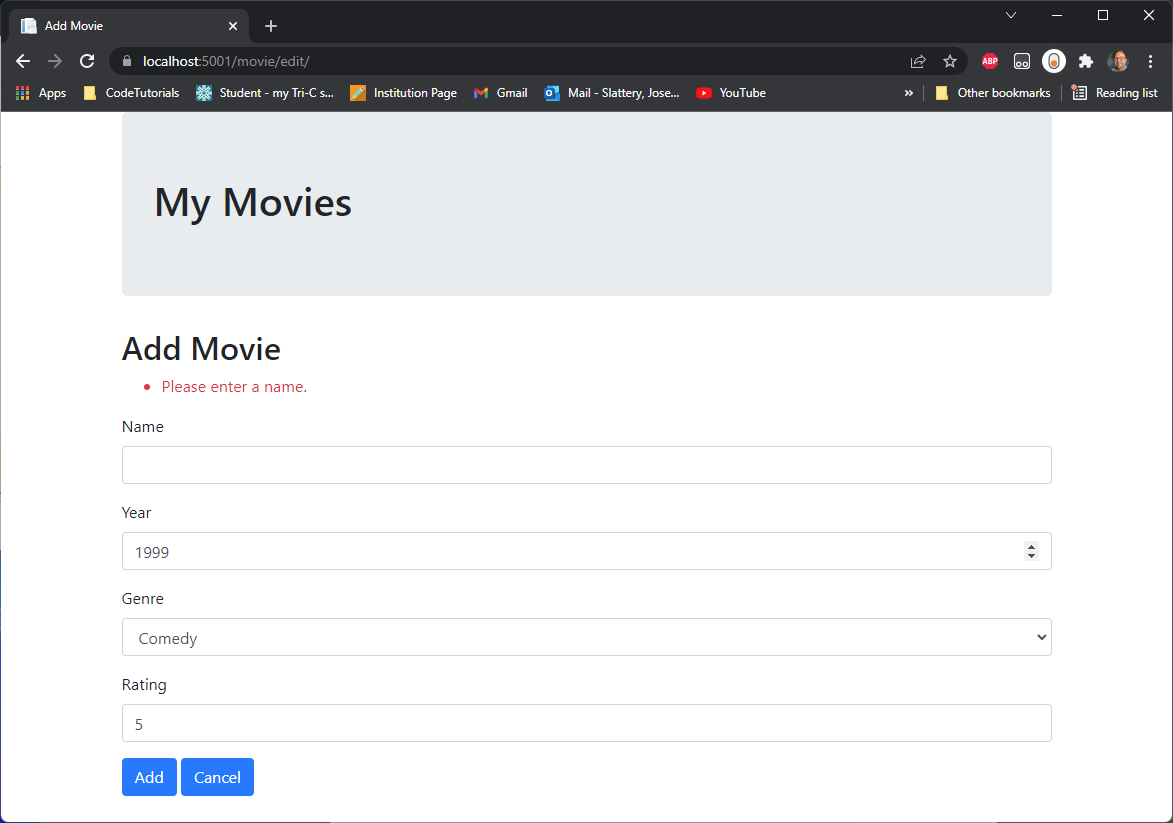 Add Movie
localhost:5001/movie/edit/
ABP
Apps CodeTutorials Student - my Tri-C s... Institution Page Gmail Mail - Slattery, Jose... YouTube » Other bookmarks Reading list
My Movies
Add Movie
• Please enter a name.
Name
Year
1999
Genre
Comedy
Rating
5
Add Cancel